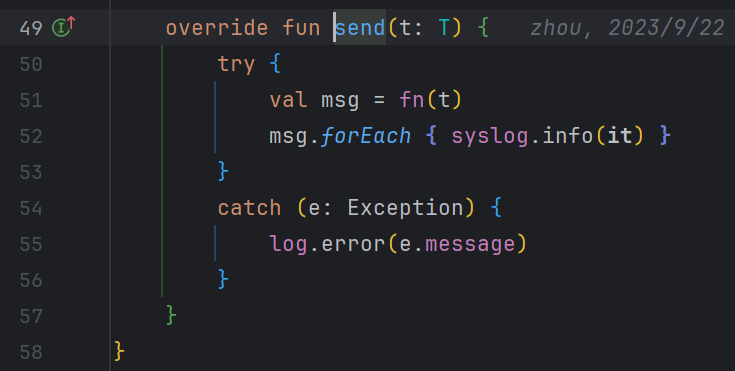 49 override fun send(t: T) { zhou, 2023/9/22
50 try {
51 val msg = fn(t)
52 msg.forEach { syslog.info(it) }
53 }
54 catch (e: Exception) {
55 log.error(e.message)
56 }
57 }
58 }